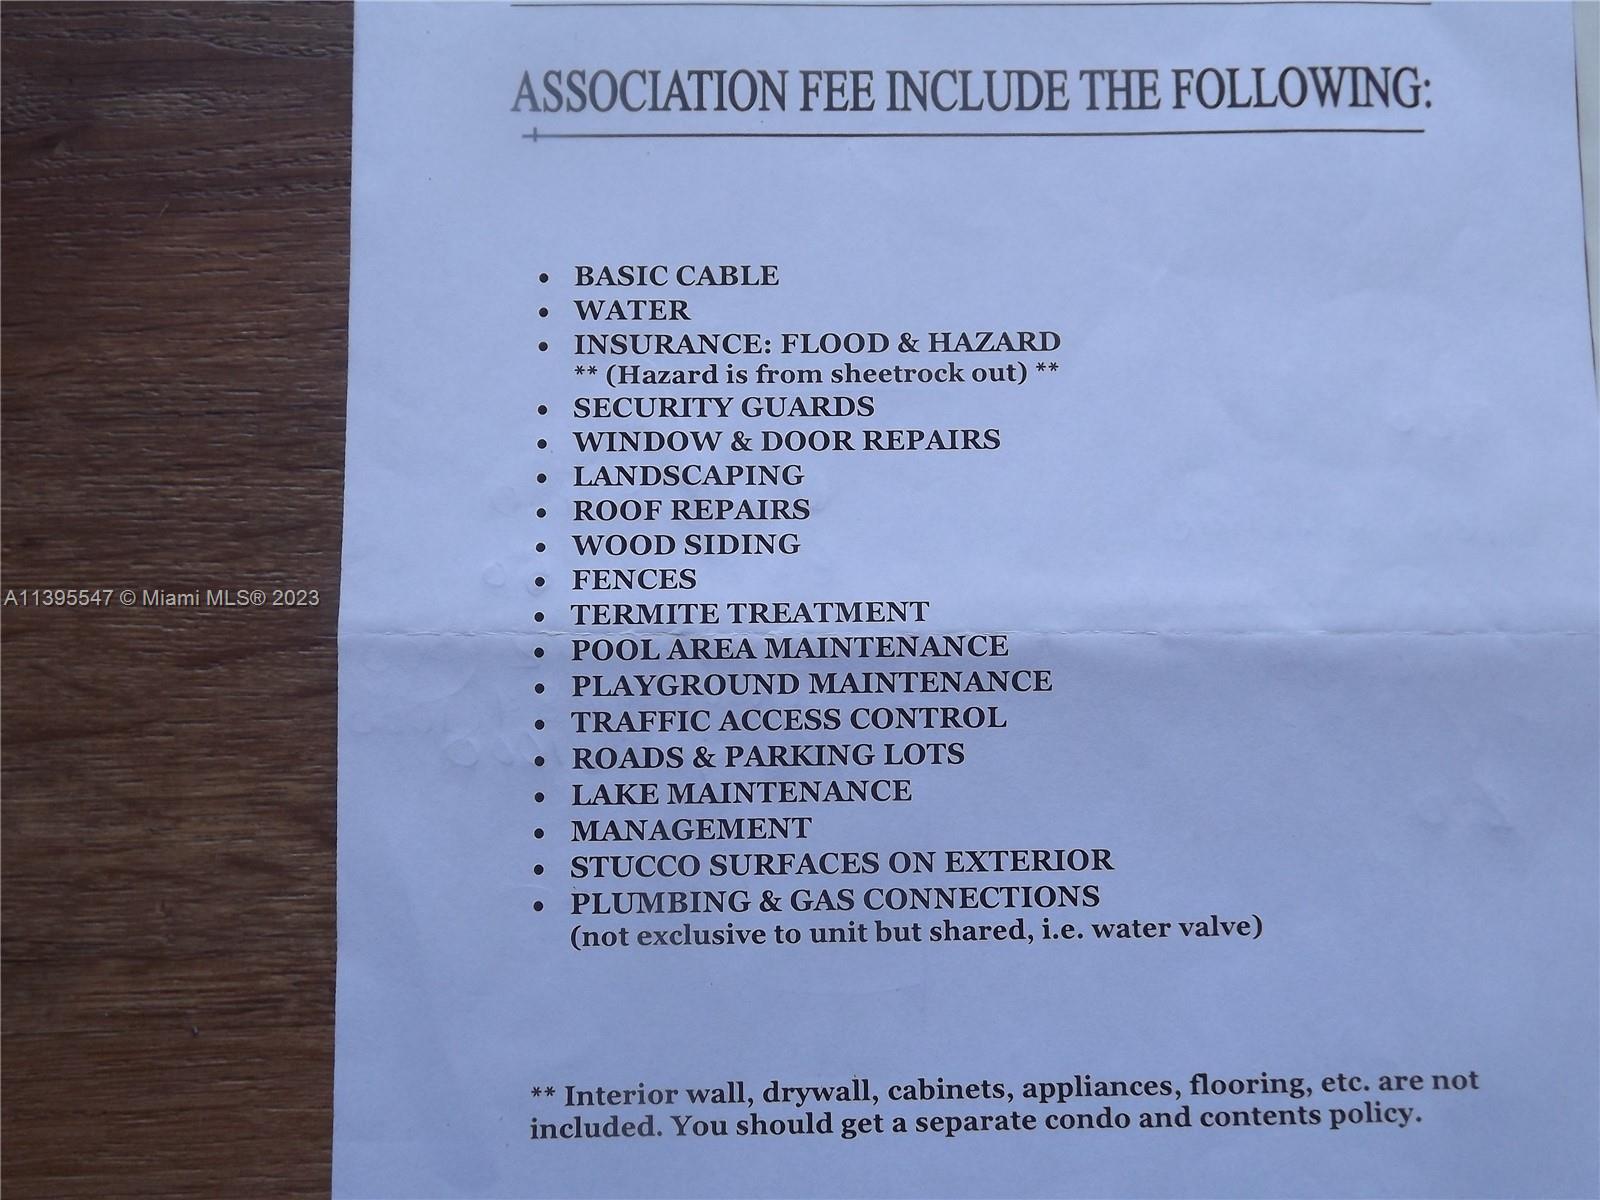 ASSOCIATION FEE INCLUDE THE FOLLOWING:
• BASIC CABLE
• WATER
• INSURANCE: FLOOD & HAZARD
** (Hazard is from sheetrock out) **
• SECURITY GUARDS
• WINDOW & DOOR REPAIRS
• LANDSCAPING
• ROOF REPAIRS
• WOOD SIDING
• FENCES
• TERMITE TREATMENT
• POOL AREA MAINTENANCE
• PLAYGROUND MAINTENANCE
• TRAFFIC ACCESS CONTROL
• ROADS & PARKING LOTS
• LAKE MAINTENANCE
• MANAGEMENT
• STUCCO SURFACES ON EXTERIOR
• PLUMBING & GAS CONNECTIONS
(not exclusive to unit but shared, i.e. water valve)
** Interior wall, drywall, cabinets, appliances, flooring, etc. are not
included. You should get a separate condo and contents policy.
A11395547 © Miami MLS® 2023